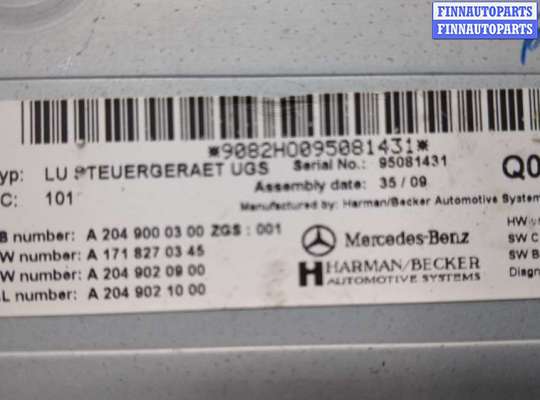 FINNAUTOPARTS
FINNAUTOPARTS
*9082HO095081431*
yp: LU STEUERGERAET UGS Serial No.: 95081431 Q0
C: 101 Assembly date: 35/09
Manufactured by: Harman/Becker Automotive System
B number: A 204 900 03 00 ZGS : 001
W number: A 171 827 03 45
W number: A 204 902 09 00
L number: A 204 902 10 00
Mercedes-Benz
HARMAN/BECKER
AUTOMOTIVE SYSTEMS
HW
SW C
SW B
Diagn